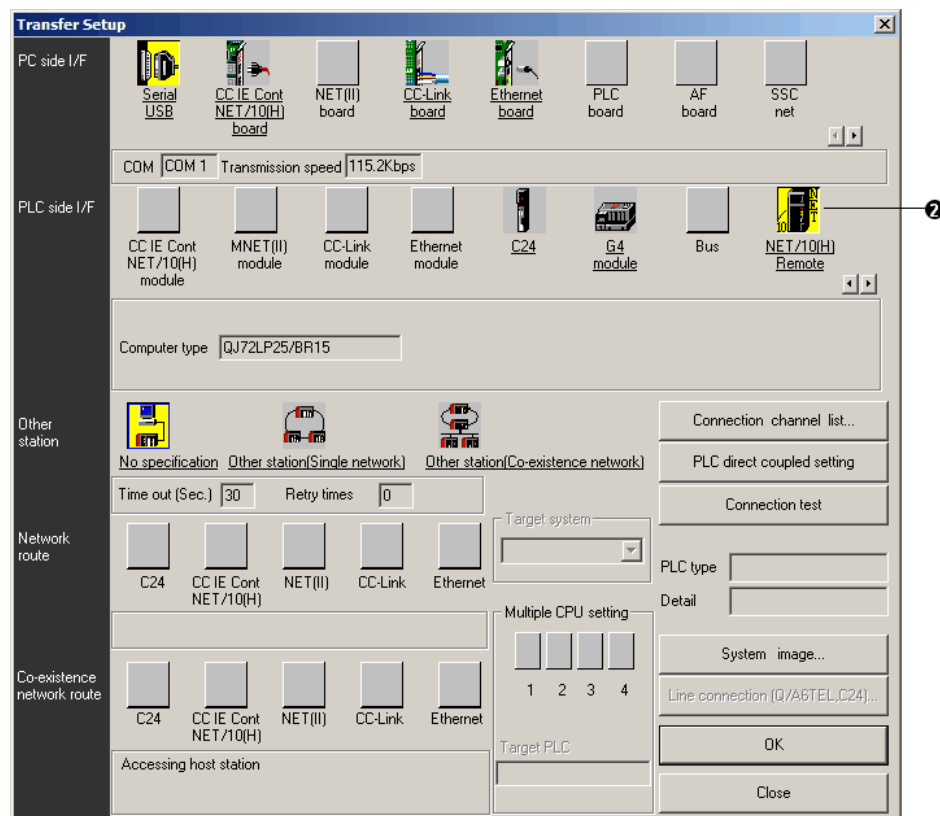 Transfer Setup
PC side I/F
Serial
USB
CC IE Cont
NET/10(H)
board
NET(II)
board
CC-Link
board
Ethernet
board
PLC
board
AF
board
SSC
net
COM COM 1 Transmission speed 115.2Kbps
PLC side I/F
CC IE Cont
NET/10(H)
module
MNET(II)
module
CC-Link
module
Ethernet
module
C24
G4
module
Bus
NET/10(H)
Remote
❷
Computer type QJ72LP25/BR15
Other
station
No specification
Other station(Single network)
Other station(Co-existence network)
Time out (Sec.) 30 Retry times 0
Connection channel list...
PLC direct coupled setting
Connection test
PLC type
Detail
System image...
Line connection (Q/A6TEL,C24)...
OK
Close
Network
route
C24
CC IE Cont
NET/10(H)
NET(II)
CC-Link
Ethernet
Target system
Multiple CPU setting
1 2 3 4
Target PLC
Co-existence
network route
C24
CC IE Cont
NET/10(H)
NET(II)
CC-Link
Ethernet
Accessing host station